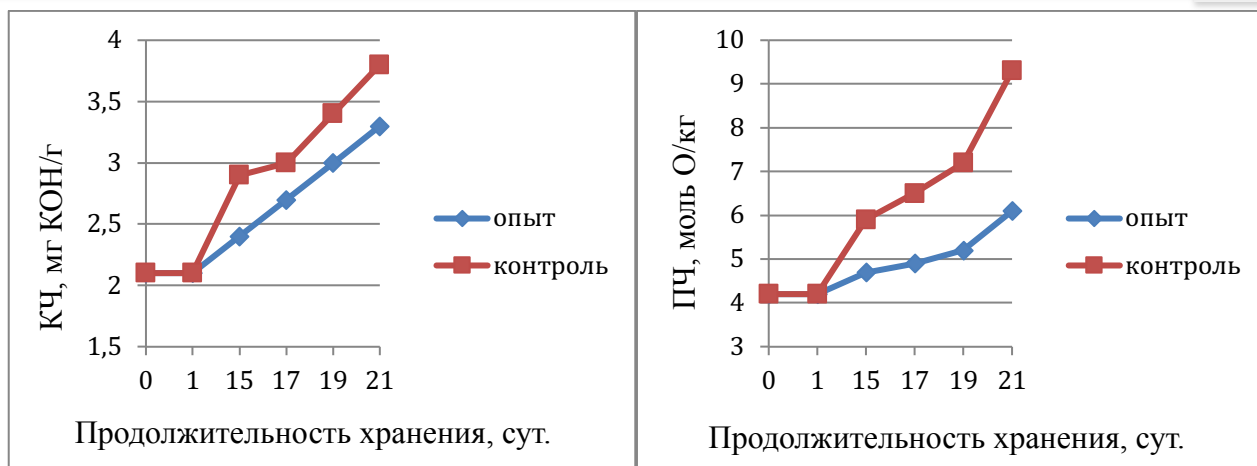 4
3,5
3
2,5
2
1,5
КЧ, мг КОН/г
0 1 15 17 19 21
Продолжительность хранения, сут.
опыт
контроль
10
9
8
7
6
5
4
3
ПЧ, моль О/кг
0 1 15 17 19 21
Продолжительность хранения, сут.
опыт
контроль